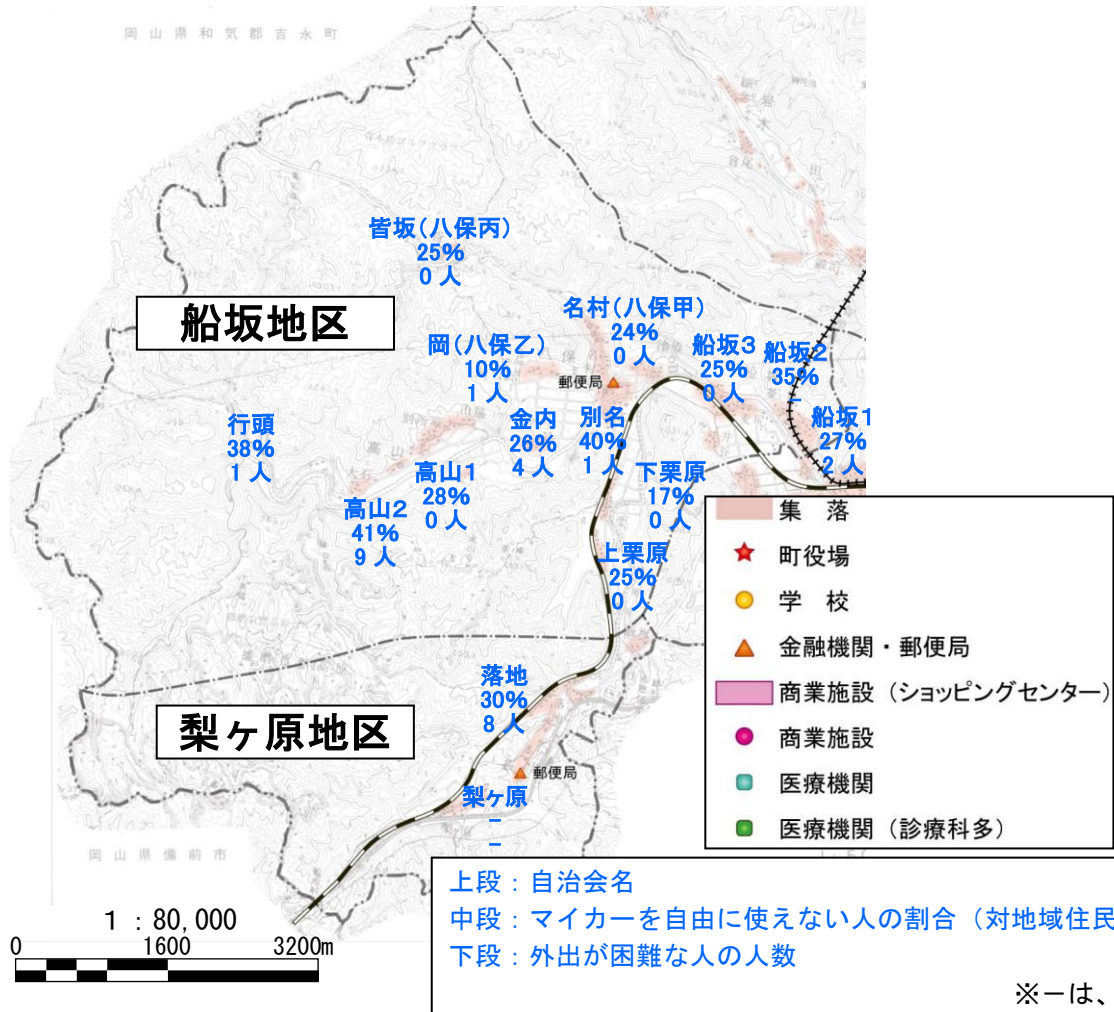 岡山県和気郡吉永町
皆坂(八保丙)
25%
0人
船坂地区
名村(八保甲)
24%
0人
岡(八保乙)
10%
1人
船坂3
25%
0人
船坂2
35%
−
郵便局
船坂1
27%
2人
行頭
38%
1人
金内
26%
4人
別名
40%
1人
高山1
28%
0人
下栗原
17%
0人
高山2
41%
9人
上栗原
25%
0人
落地
30%
8人
梨ヶ原地区
郵便局
梨ヶ原
−
−
岡山県備前市
集 落
町役場
学 校
金融機関・郵便局
商業施設(ショッピングセンター)
商業施設
医療機関
医療機関(診療科多)
1:80,000
0 1600 3200m
上段:自治会名
中段:マイカーを自由に使えない人の割合(対地域住民
下段:外出が困難な人の人数
※−は、